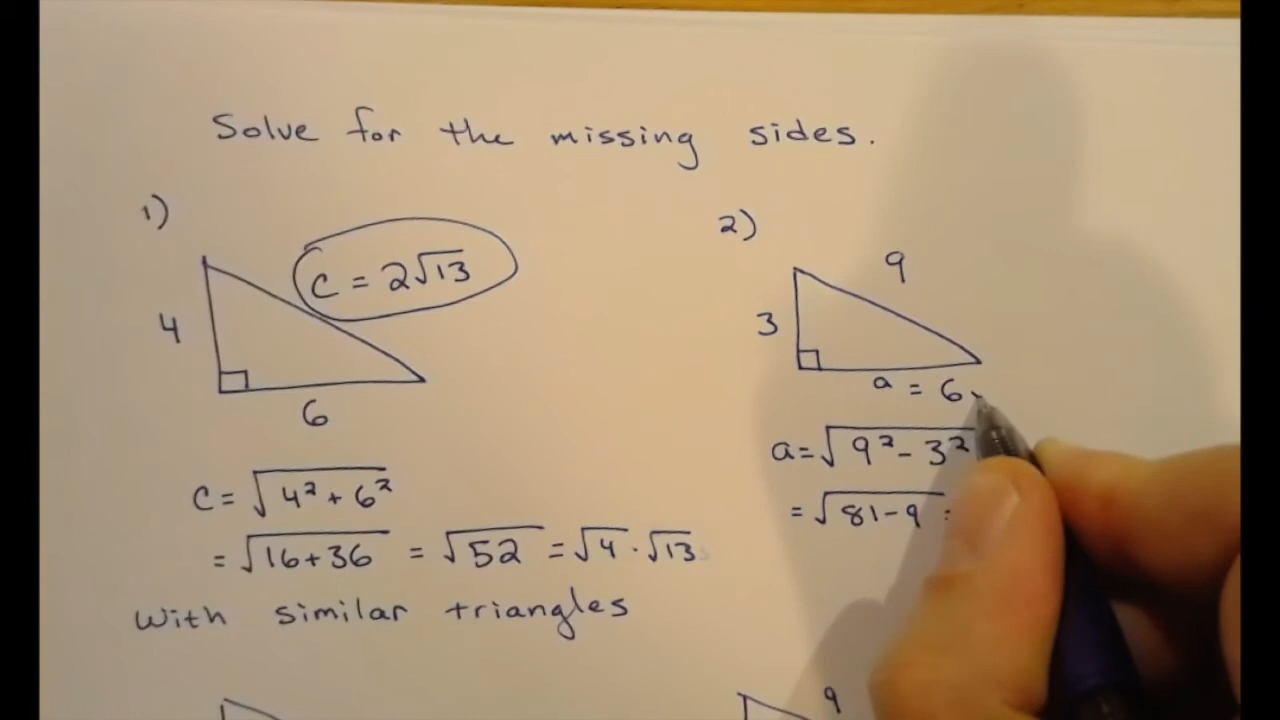 Solve for the missing sides.
1)
c = 2√13
4
6
c = √4² + 6²
= √16+36 = √52 = √4 · √13
2)
9
3
a = 6
a = √9² - 3²
= √81-9 =
With similar triangles
9